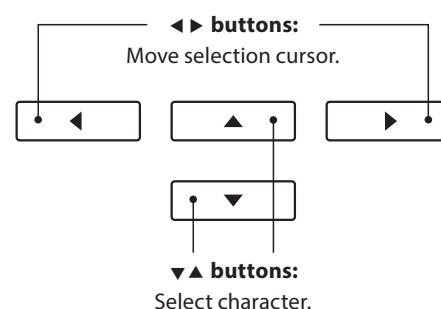 ◀ ▶ buttons:
Move selection cursor.
◀ ▲ ▶
▼
▼▲ buttons:
Select character.